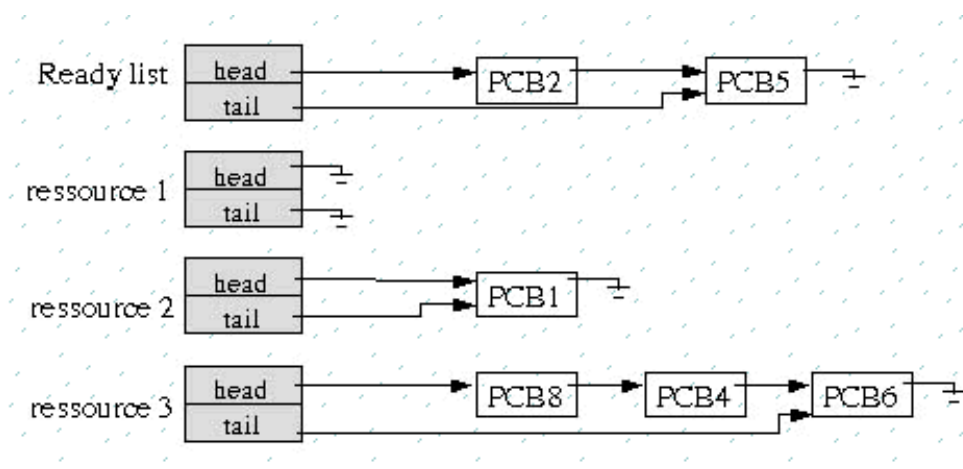 Ready list
head
tail
PCB2
PCB5
ressource 1
head
tail
ressource 2
head
tail
PCB1
ressource 3
head
tail
PCB8
PCB4
PCB6